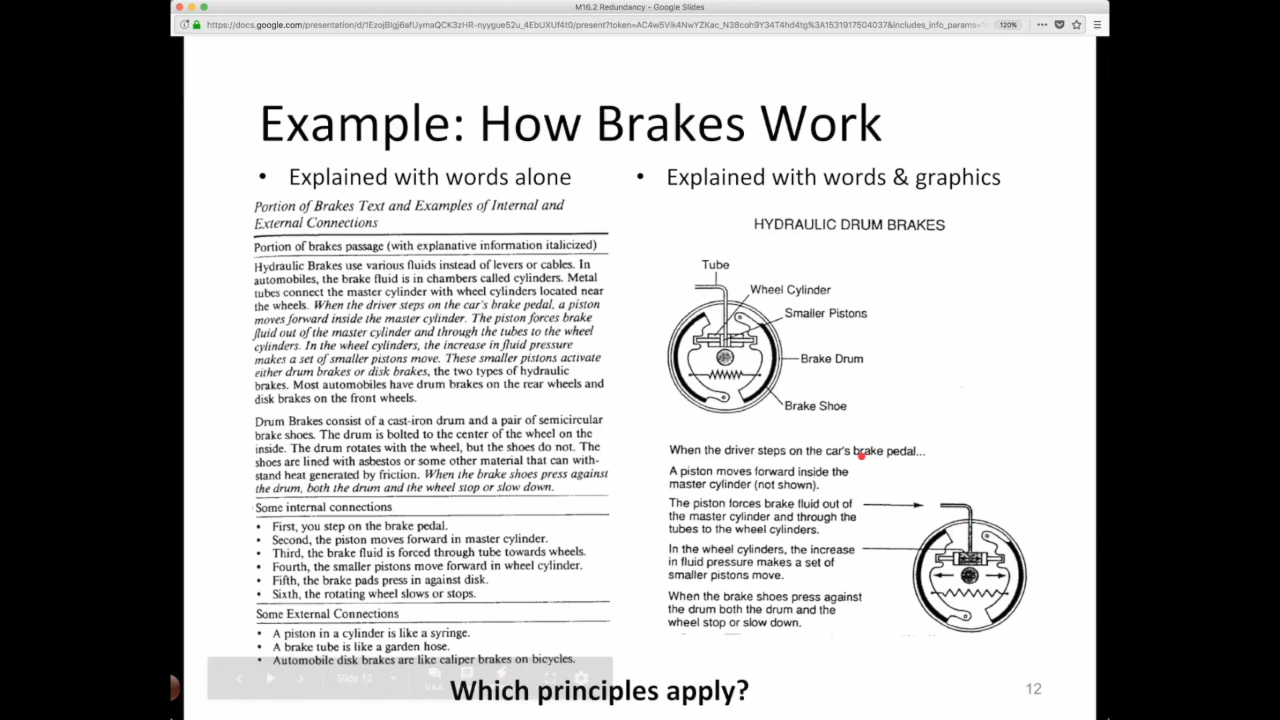 M16.2 Redundancy - Google Slides
120%
Example: How Brakes Work
• Explained with words alone
Portion of Brakes Text and Examples of Internal and
External Connections
Portion of brakes passage (with explanative information italicized)
Hydraulic Brakes use various fluids instead of levers or cables. In
automobiles, the brake fluid is in chambers called cylinders. Metal
tubes connect the master cylinder with wheel cylinders located near
the wheels. When the driver steps on the car's brake pedal, a piston
moves forward inside the master cylinder. The piston forces brake
fluid out of the master cylinder and through the tubes to the wheel
cylinders. In the wheel cylinders, the increase in fluid pressure
makes a set of smaller pistons move. These smaller pistons activate
either drum brakes or disk brakes, the two types of hydraulic
brakes. Most automobiles have drum brakes on the rear wheels and
disk brakes on the front wheels.
Drum Brakes consist of a cast-iron drum and a pair of semicircular
brake shoes. The drum is bolted to the center of the wheel on the
inside. The drum rotates with the wheel, but the shoes do not. The
shoes are lined with asbestos or some other material that can with-
stand heat generated by friction. When the brake shoes press against
the drum, both the drum and the wheel stop or slow down.
Some internal connections
• First, you step on the brake pedal.
• Second, the piston moves forward in master cylinder.
• Third, the brake fluid is forced through tube towards wheels.
• Fourth, the smaller pistons move forward in wheel cylinder.
• Fifth, the brake pads press in against disk.
• Sixth, the rotating wheel slows or stops.
Some External Connections
• A piston in a cylinder is like a syringe.
• A brake tube is like a garden hose.
• Automobile disk brakes are like caliper brakes on bicycles.
• Explained with words & graphics
HYDRAULIC DRUM BRAKES
Tube
Wheel Cylinder
Smaller Pistons
Brake Drum
Brake Shoe
When the driver steps on the car's brake pedal...
A piston moves forward inside the
master cylinder (not shown).
The piston forces brake fluid out of
the master cylinder and through the
tubes to the wheel cylinders.
In the wheel cylinders, the increase
in fluid pressure makes a set of
smaller pistons move.
When the brake shoes press against
the drum both the drum and the
wheel stop or slow down.
Slide 12
Q&A
Which principles apply?
12